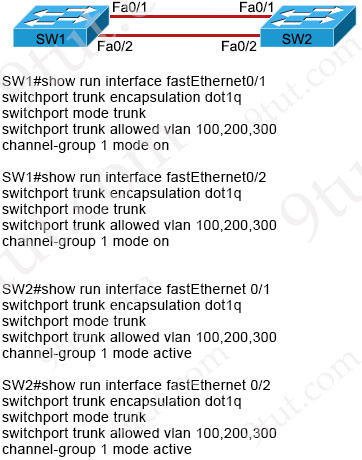 Fa0/1 Fa0/1
SW1 SW2
Fa0/2 Fa0/2
SW1#show run interface fastEthernet0/1
switchport trunk encapsulation dot1q
switchport mode trunk
switchport trunk allowed vlan 100,200,300
channel-group 1 mode on
SW1#show run interface fastEthernet0/2
switchport trunk encapsulation dot1q
switchport mode trunk
switchport trunk allowed vlan 100,200,300
channel-group 1 mode on
SW2#show run interface fastEthernet 0/1
switchport trunk encapsulation dot1q
switchport mode trunk
switchport trunk allowed vlan 100,200,300
channel-group 1 mode active
SW2#show run interface fastEthernet 0/2
switchport trunk encapsulation dot1q
switchport mode trunk
switchport trunk allowed vlan 100,200,300
channel-group 1 mode active
9tut.com